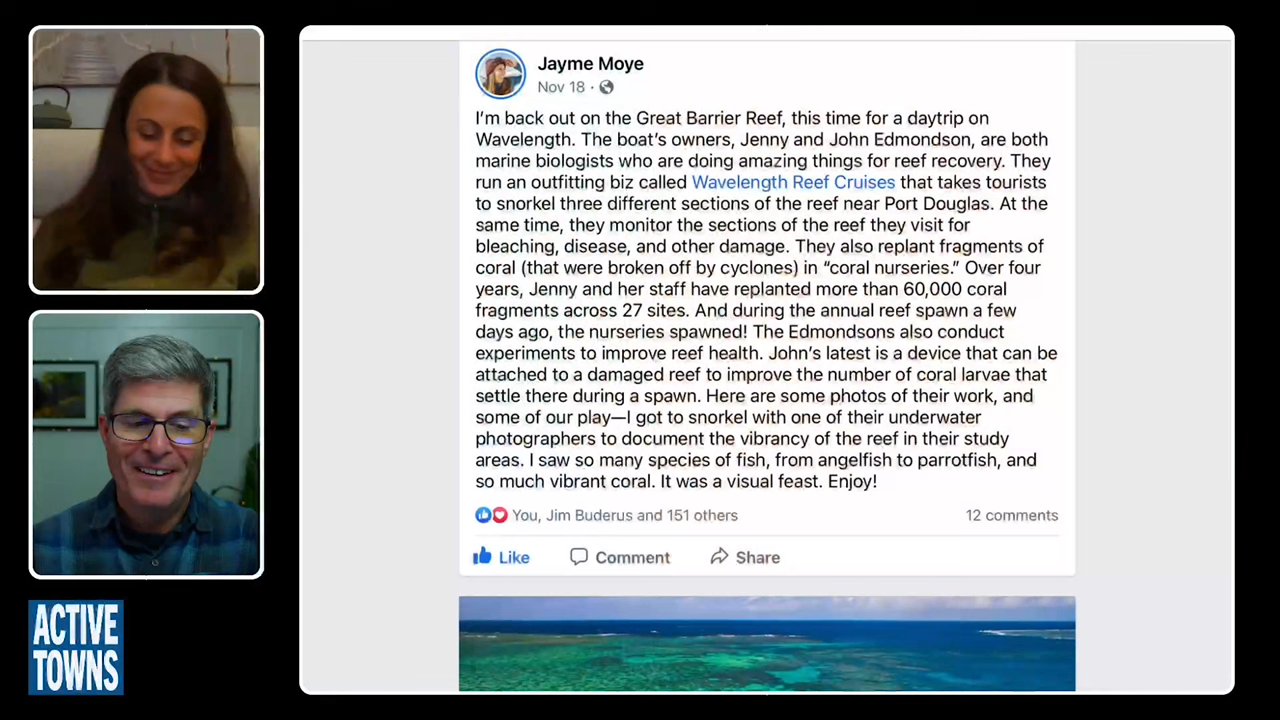 Jayme Moye
Nov 18 ·
I'm back out on the Great Barrier Reef, this time for a daytrip on
Wavelength. The boat's owners, Jenny and John Edmondson, are both
marine biologists who are doing amazing things for reef recovery. They
run an outfitting biz called Wavelength Reef Cruises that takes tourists
to snorkel three different sections of the reef near Port Douglas. At the
same time, they monitor the sections of the reef they visit for
bleaching, disease, and other damage. They also replant fragments of
coral (that were broken off by cyclones) in “coral nurseries.” Over four
years, Jenny and her staff have replanted more than 60,000 coral
fragments across 27 sites. And during the annual reef spawn a few
days ago, the nurseries spawned! The Edmondsons also conduct
experiments to improve reef health. John's latest is a device that can be
attached to a damaged reef to improve the number of coral larvae that
settle there during a spawn. Here are some photos of their work, and
some of our play—I got to snorkel with one of their underwater
photographers to document the vibrancy of the reef in their study
areas. I saw so many species of fish, from angelfish to parrotfish, and
so much vibrant coral. It was a visual feast. Enjoy!
You, Jim Buderus and 151 others
12 comments
Like
Comment
Share
ACTIVE
TOWNS